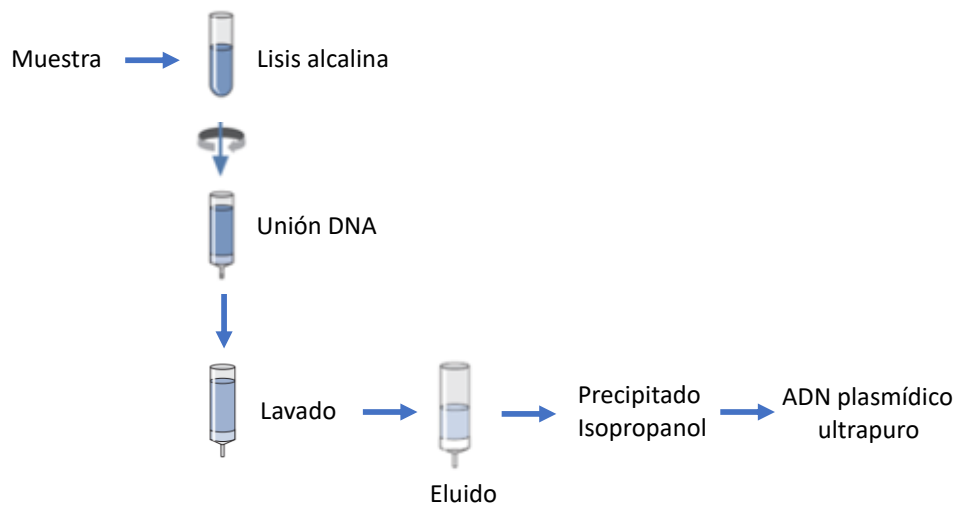 Muestra
Lisis alcalina
Unión DNA
Lavado
Eluido
Precipitado
Isopropanol
ADN plasmídico
ultrapuro